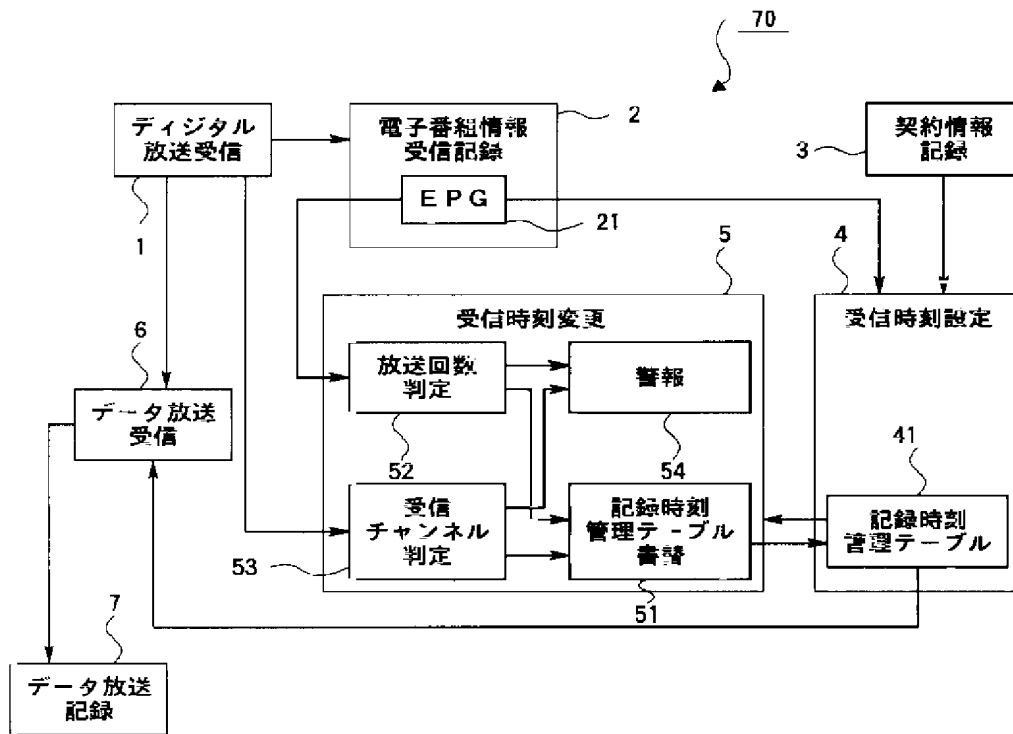 70
ディジタル
放送受信
1
電子番組情報
受信記録
2
EPG
21
契約情報
記録
3
5
受信時刻変更
4
受信時刻設定
放送回数
判定
52
警報
54
6
データ放送
受信
受信
チャンネル
判定
53
記録時刻
管理テーブル
書替
51
41
記録時刻
管理テーブル
7
データ放送
記録